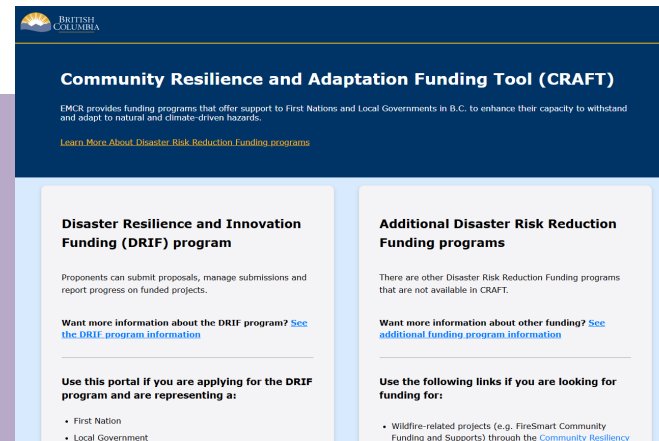 BRITISH
COLUMBIA
Community Resilience and Adaptation Funding Tool (CRAFT)
EMCR provides funding programs that offer support to First Nations and Local Governments in B.C. to enhance their capacity to withstand
and adapt to natural and climate-driven hazards.
Learn More About Disaster Risk Reduction Funding programs
Disaster Resilience and Innovation
Funding (DRIF) program
Proponents can submit proposals, manage submissions and
report progress on funded projects.
Want more information about the DRIF program? See
the DRIF program information
Use this portal if you are applying for the DRIF
program and are representing a:
• First Nation
• Local Government
Additional Disaster Risk Reduction
Funding programs
There are other Disaster Risk Reduction Funding programs
that are not available in CRAFT.
Want more information about other funding? See
additional funding program information
Use the following links if you are looking for
funding for:
• Wildfire-related projects (e.g. FireSmart Community
Funding and Supports) through the Community Resiliency